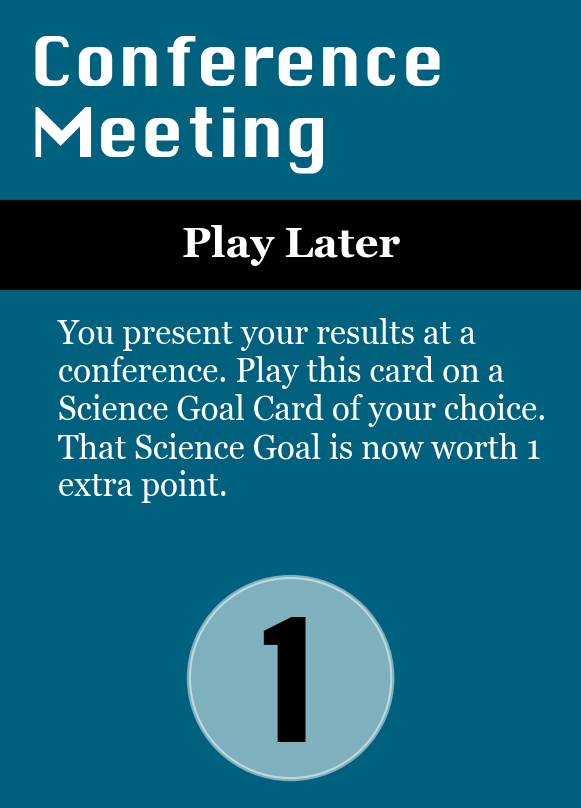 Conference
Meeting
Play Later
You present your results at a
conference. Play this card on a
Science Goal Card of your choice.
That Science Goal is now worth 1
extra point.
1